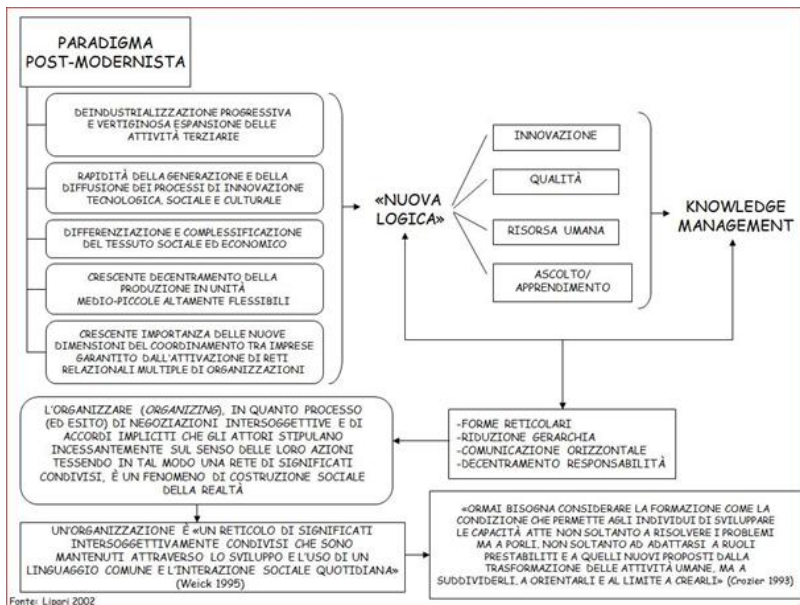 PARADIGMA
POST-MODERNISTA
DEINDUSTRIALIZZAZIONE PROGRESSIVA
E VERTIGINOSA ESPANSIONE DELLE
ATTIVITÀ TERZIARIE
RAPIDITÀ DELLA GENERAZIONE E DELLA
DIFFUSIONE DEI PROCESSI DI INNOVAZIONE
TECNOLOGICA, SOCIALE E CULTURALE
DIFFERENZIAZIONE E COMPLESSIFICAZIONE
DEL TESSUTO SOCIALE ED ECONOMICO
CRESCENTE DECENTRAMENTO DELLA
PRODUZIONE IN UNITÀ
MEDIO-PICCOLE ALTAMENTE FLESSIBILI
CRESCENTE IMPORTANZA DELLE NUOVE
DIMENSIONI DEL COORDINAMENTO TRA IMPRESE
GARANTITO DALL'ATTIVAZIONE DI RETI
RELAZIONALI MULTIPLE DI ORGANIZZAZIONI
«NUOVA
LOGICA»
INNOVAZIONE
QUALITÀ
RISORSA UMANA
ASCOLTO/
APPRENDIMENTO
KNOWLEDGE
MANAGEMENT
-FORME RETICOLARI
-RIDUZIONE GERARCHIA
-COMUNICAZIONE ORIZZONTALE
-DECENTRAMENTO RESPONSABILITÀ
L'ORGANIZZARE (ORGANIZING), IN QUANTO PROCESSO
(ED ESITO) DI NEGOZIAZIONI INTERSOGGETTIVE E DI
ACCORDI IMPLICITI CHE GLI ATTORI STIPULANO
INCESSANTEMENTE SUL SENSO DELLE LORO AZIONI
TESSENDO IN TAL MODO UNA RETE DI SIGNIFICATI
CONDIVISI, È UN FENOMENO DI COSTRUZIONE SOCIALE
DELLA REALTÀ
UN'ORGANIZZAZIONE È «UN RETICOLO DI SIGNIFICATI
INTERSOGGETTIVAMENTE CONDIVISI CHE SONO
MANTENUTI ATTRAVERSO LO SVILUPPO E L'USO DI UN
LINGUAGGIO COMUNE E L'INTERAZIONE SOCIALE QUOTIDIANA»
(Weick 1995)
«ORMAI BISOGNA CONSIDERARE LA FORMAZIONE COME LA
CONDIZIONE CHE PERMETTE AGLI INDIVIDUI DI SVILUPPARE
LE CAPACITÀ ATTE NON SOLTANTO A RISOLVERE I PROBLEMI
MA A PORLI, NON SOLTANTO AD ADATTARSI A RUOLI
PRESTABILITI E A QUELLI NUOVI PROPOSTI DALLA
TRASFORMAZIONE DELLE ATTIVITÀ UMANE, MA A
SUDDIVIDERLI, A ORIENTARLI E AL LIMITE A CREARLI» (Crozier 1993)
Fonte: Lipari 2002